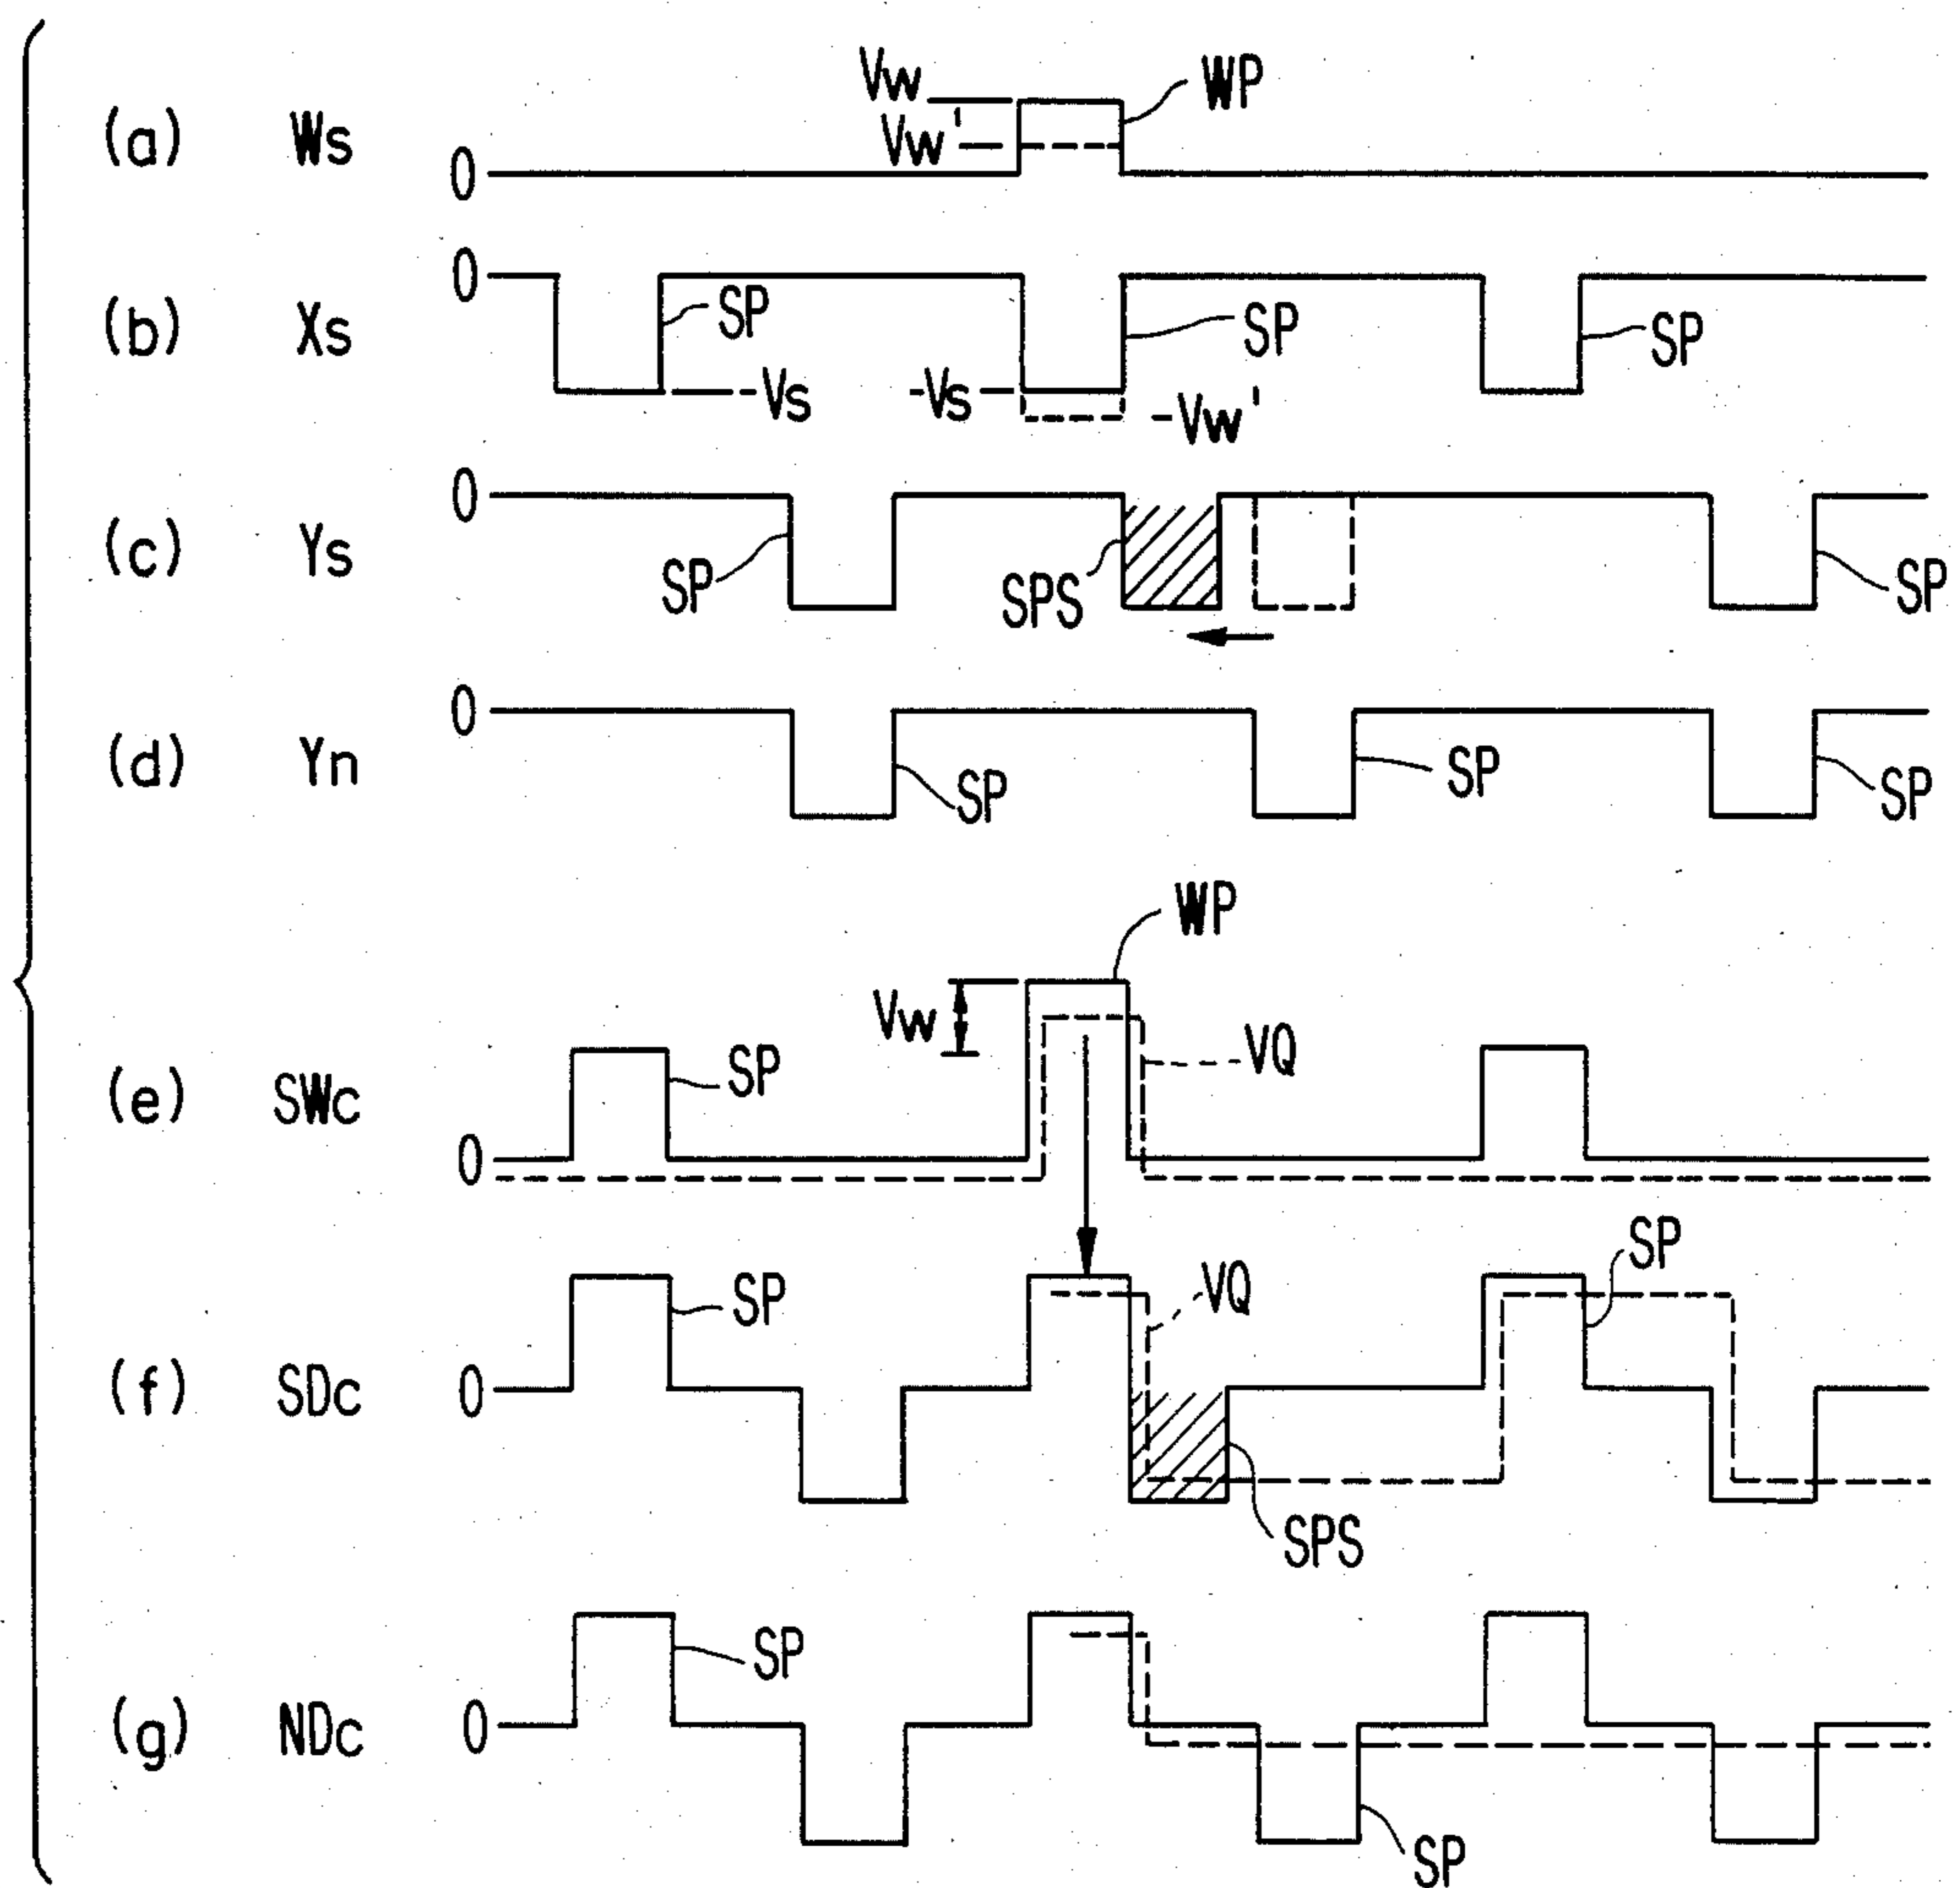 Vw WP
(a) Ws Vw'
0
0
(b) Xs SP SP SP
Vs -Vs -Vw'
0
(c) Ys SP SPS SP
0
(d) Yn SP SP SP
WP
Vw VQ
(e) SWc SP
0
SP
SP VQ
(f) SDc 0
SPS
SP
(g) NDc 0
SP